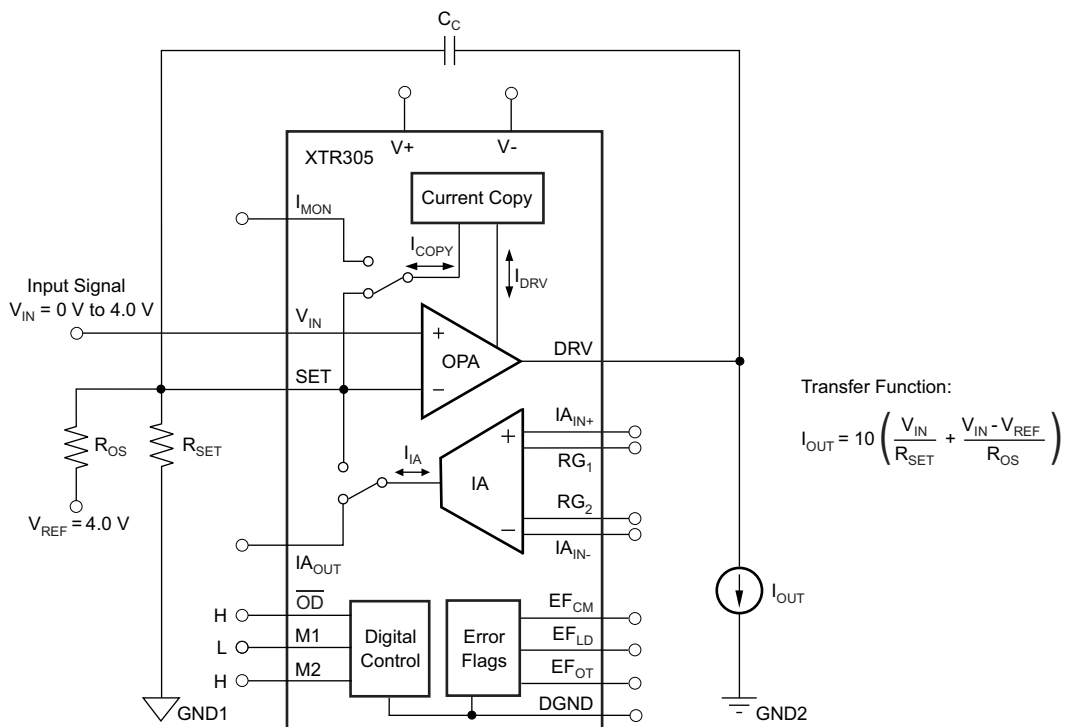 C_C
V+
V-
XTR305
Current Copy
I_MON
I_COPY
I_DRV
Input Signal
V_IN = 0 V to 4.0 V
V_IN
+
OPA
−
DRV
SET
R_OS
R_SET
V_REF = 4.0 V
I_IA
+
IA
−
IA_IN+
RG_1
RG_2
IA_IN-
IA_OUT
Transfer Function:
I_OUT = 10 ( V_IN / R_SET + V_IN - V_REF / R_OS )
I_OUT
H
OD
L
M1
H
M2
Digital
Control
Error
Flags
EF_CM
EF_LD
EF_OT
DGND
GND1
GND2